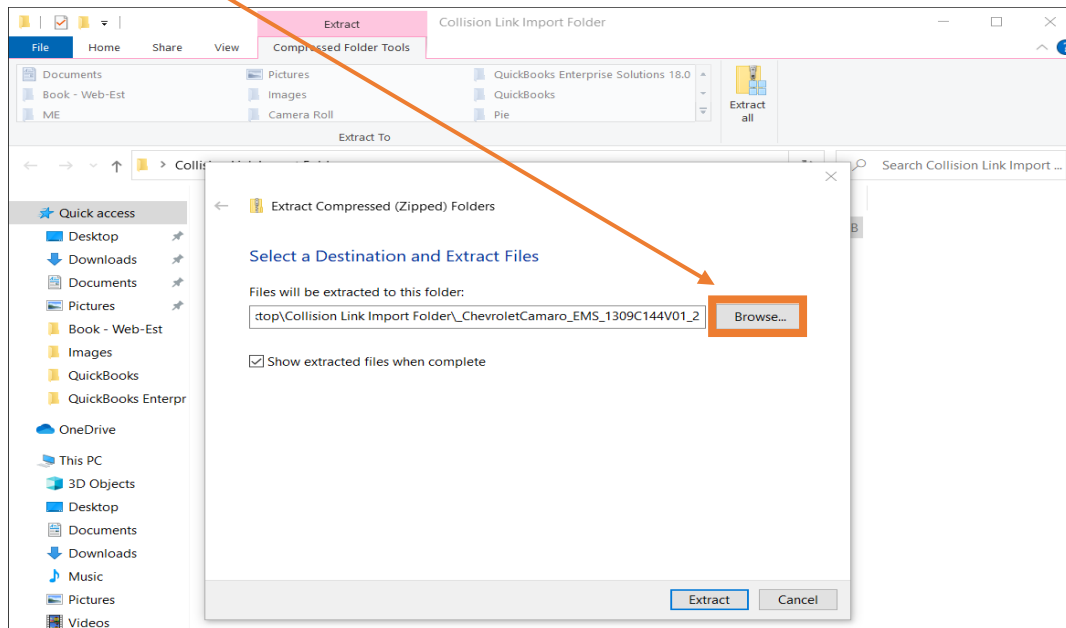 Extract
Collision Link Import Folder
File Home Share View Compressed Folder Tools
Documents Pictures QuickBooks Enterprise Solutions 18.0
Book - Web-Est Images QuickBooks
ME Camera Roll Pie
Extract
all
Extract To
Search Collision Link Import ...
Extract Compressed (Zipped) Folders
Quick access
Desktop
Downloads
Documents
Pictures
Book - Web-Est
Images
QuickBooks
QuickBooks Enterpr
OneDrive
This PC
3D Objects
Desktop
Documents
Downloads
Music
Pictures
Videos
Select a Destination and Extract Files
Files will be extracted to this folder:
:top\Collision Link Import Folder\_ChevroletCamaro_EMS_1309C144V01_2 Browse...
Show extracted files when complete
Extract Cancel
B